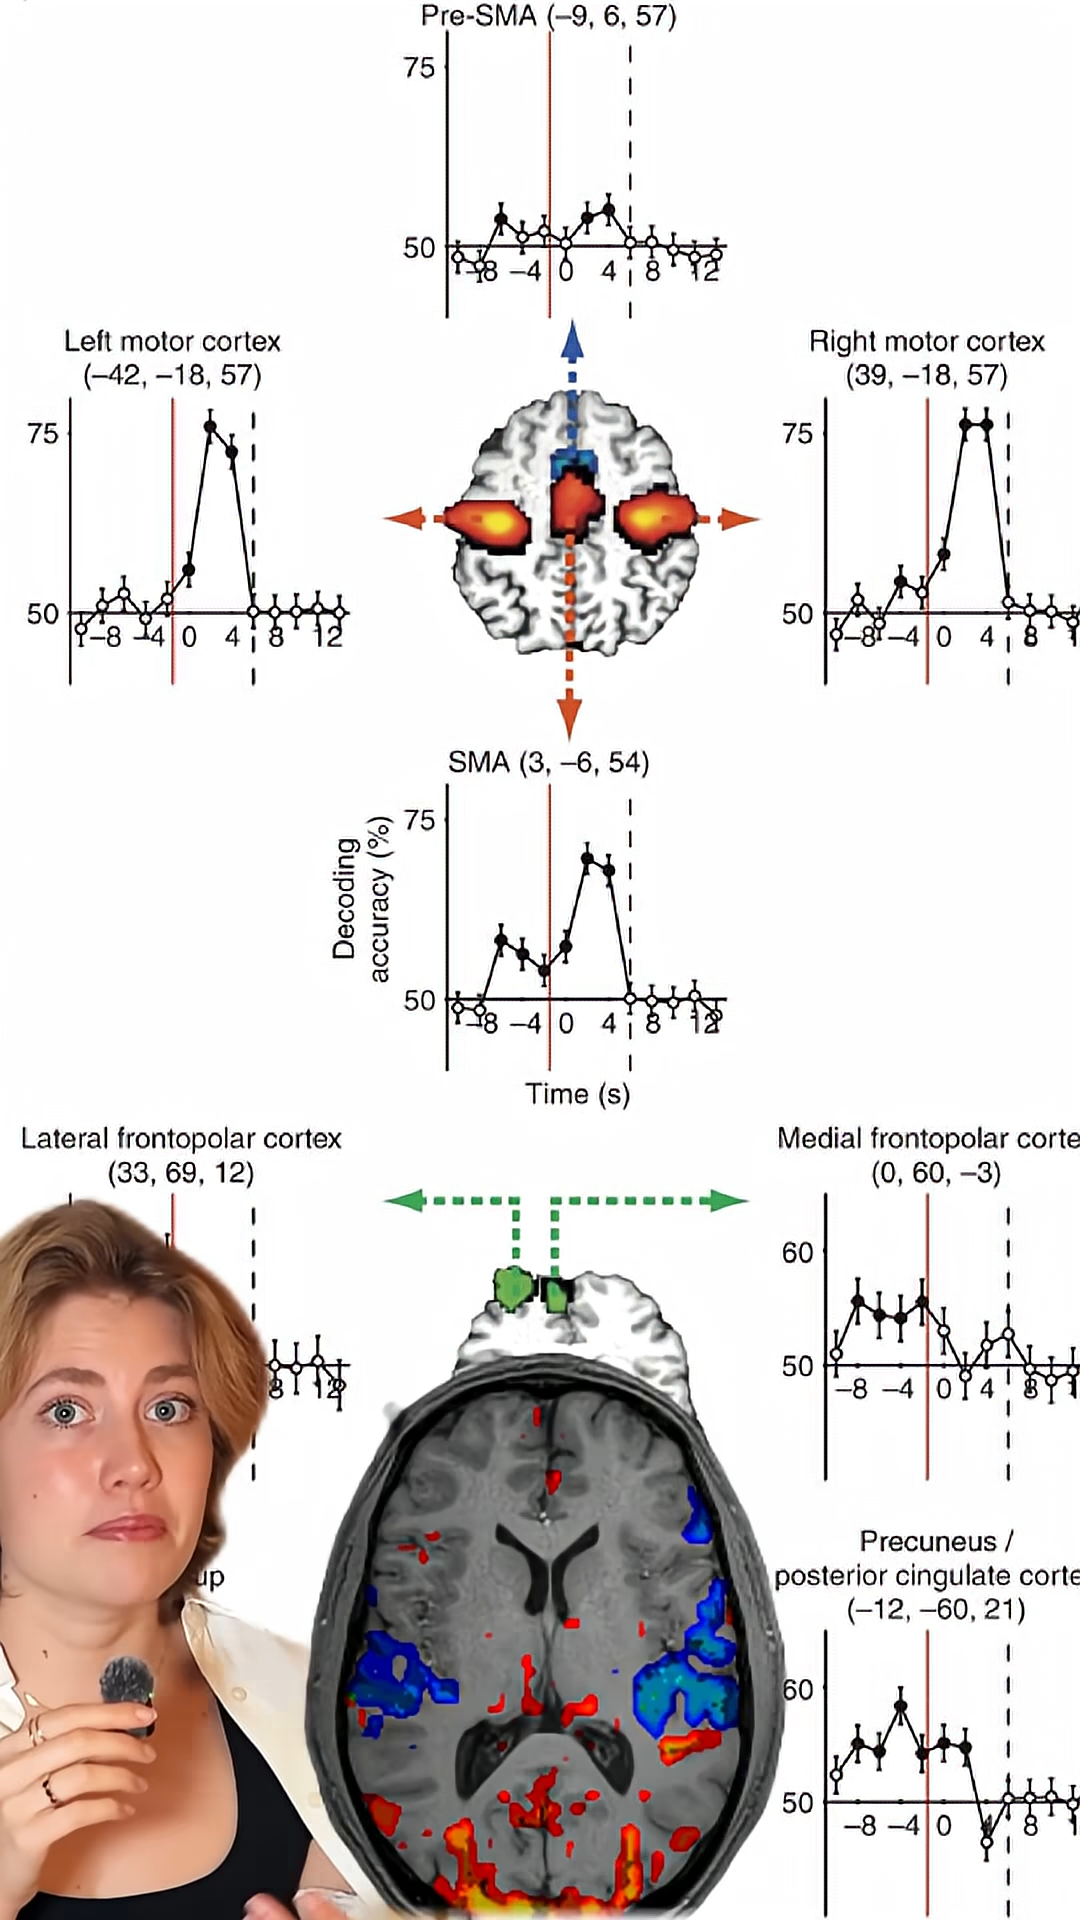 Pre-SMA (–9, 6, 57)
75
50
–8 –4 0 4 8 12
Left motor cortex
(–42, –18, 57)
75
50
–8 –4 0 4 8 12
Right motor cortex
(39, –18, 57)
75
50
–8 –4 0 4 8 1
SMA (3, –6, 54)
Decoding
accuracy (%)
75
50
–8 –4 0 4 8 12
Time (s)
Lateral frontopolar cortex
(33, 69, 12)
8 12
up
Medial frontopolar corte
(0, 60, –3)
60
50
–8 –4 0 4 8 1
Precuneus /
posterior cingulate corte
(–12, –60, 21)
60
50
–8 –4 0 4 8 1